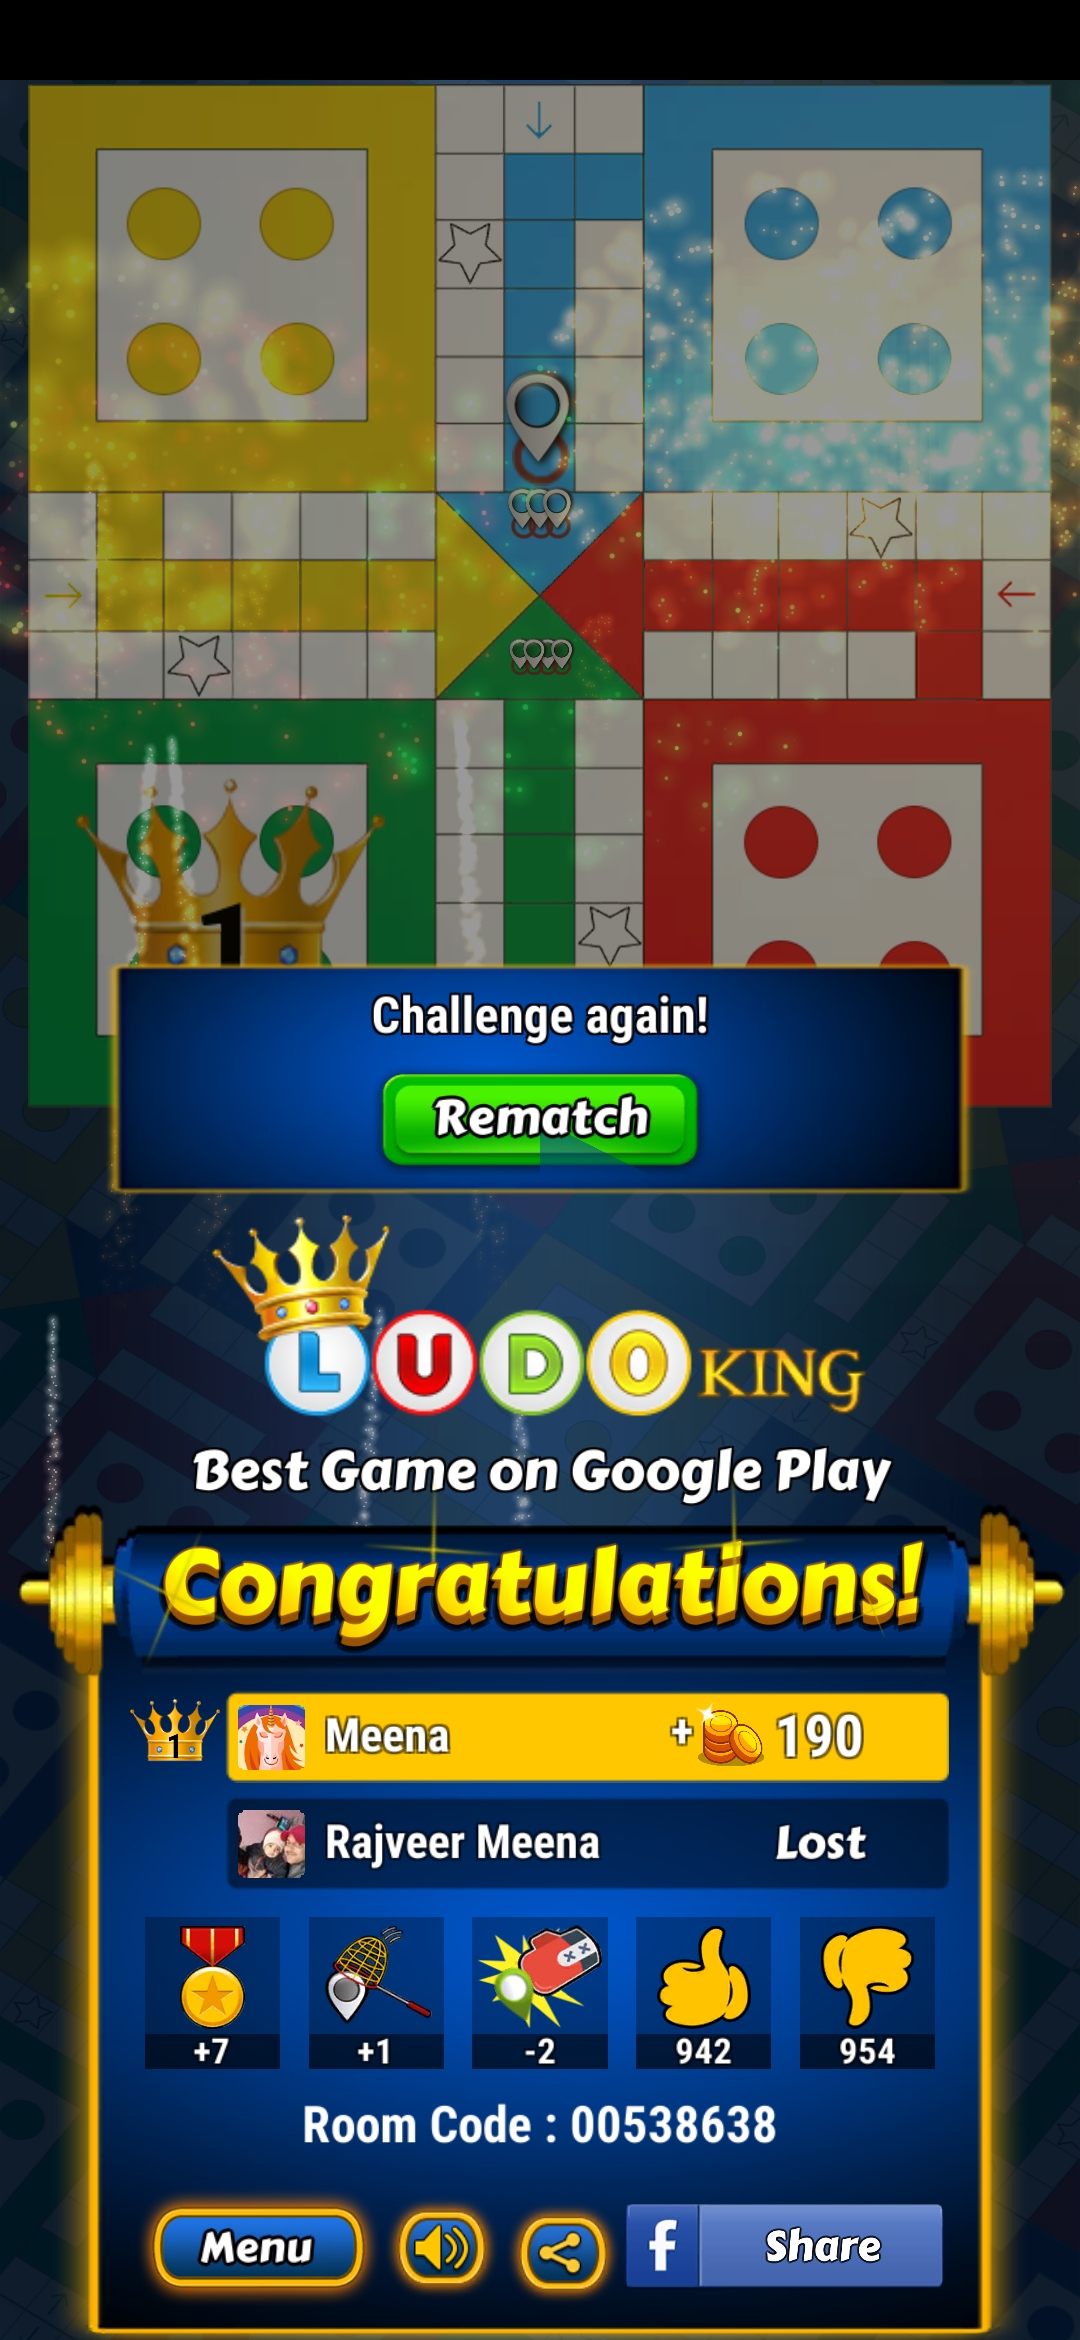 1
Challenge again!
Rematch
LUDO KING
Best Game on Google Play
Congratulations!
1 Meena + 190
Rajveer Meena Lost
+7 +1 -2 942 954
Room Code : 00538638
Menu f Share